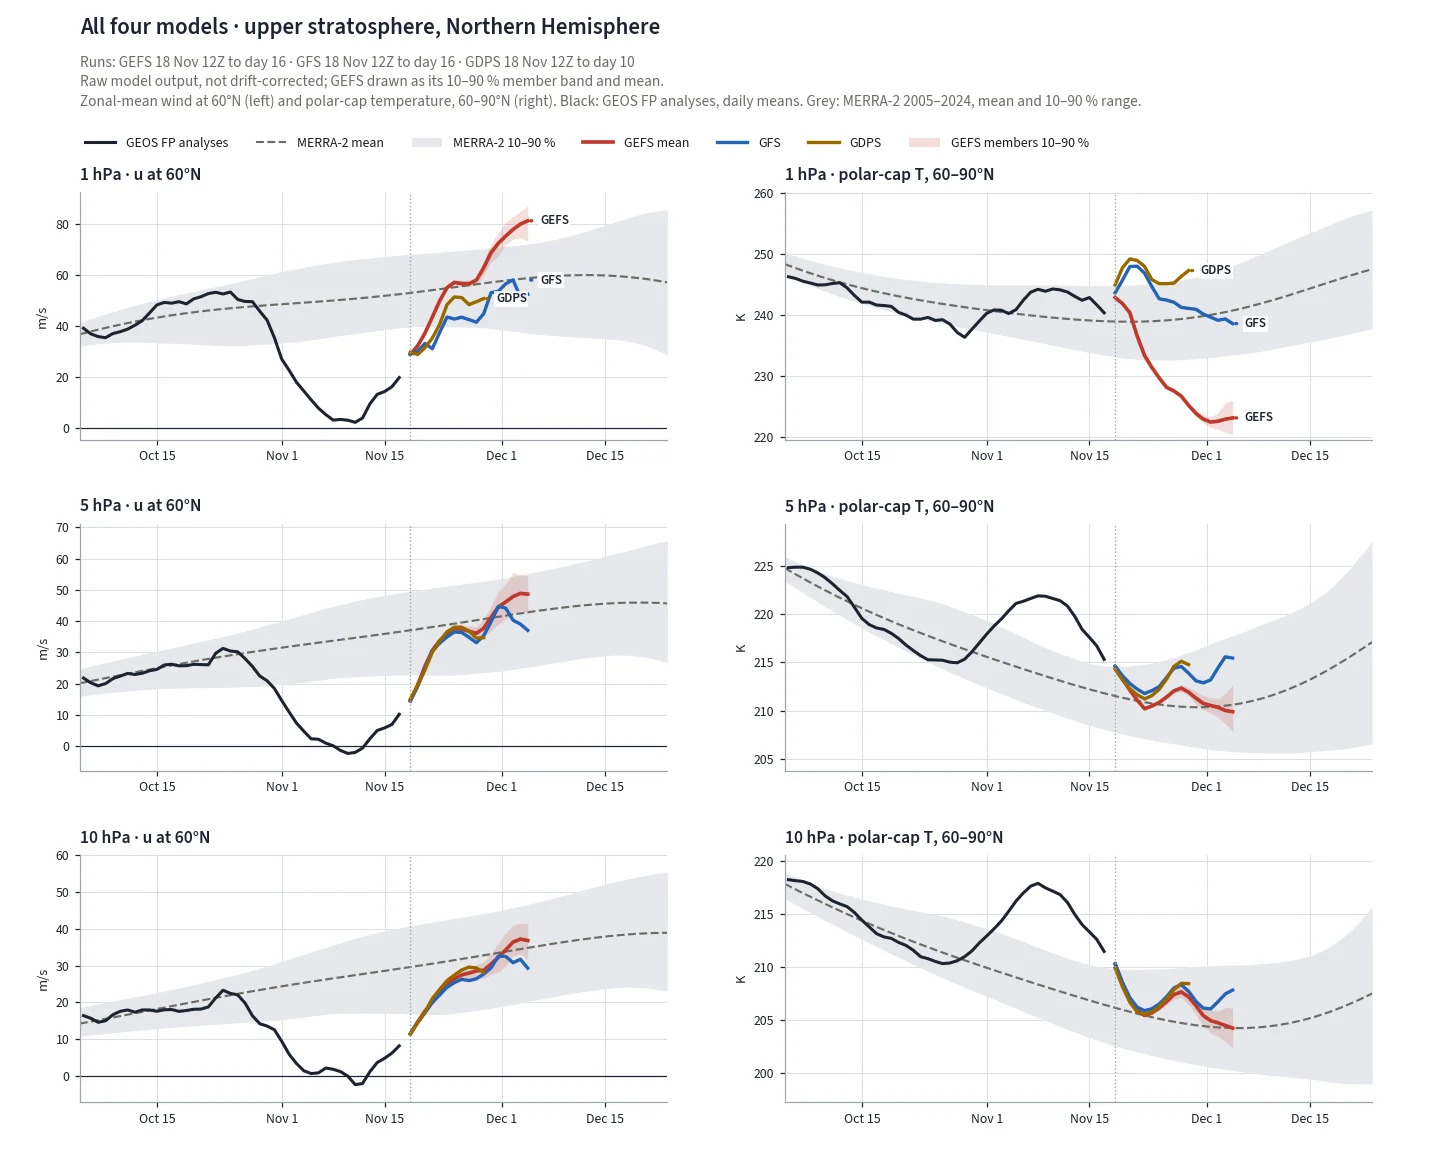 All four models · upper stratosphere, Northern Hemisphere
Runs: GEFS 18 Nov 12Z to day 16 · GFS 18 Nov 12Z to day 16 · GDPS 18 Nov 12Z to day 10
Raw model output, not drift-corrected; GEFS drawn as its 10–90 % member band and mean.
Zonal-mean wind at 60°N (left) and polar-cap temperature, 60–90°N (right). Black: GEOS FP analyses, daily means. Grey: MERRA-2 2005–2024, mean and 10–90 % range.
GEOS FP analyses MERRA-2 mean MERRA-2 10–90 % GEFS mean GFS GDPS GEFS members 10–90 %
1 hPa · u at 60°N
m/s
80
60
40
20
0
GEFS
GFS
GDPS
Oct 15 Nov 1 Nov 15 Dec 1 Dec 15
1 hPa · polar-cap T, 60–90°N
K
260
250
240
230
220
GDPS
GFS
GEFS
Oct 15 Nov 1 Nov 15 Dec 1 Dec 15
5 hPa · u at 60°N
m/s
70
60
50
40
30
20
10
0
Oct 15 Nov 1 Nov 15 Dec 1 Dec 15
5 hPa · polar-cap T, 60–90°N
K
225
220
215
210
205
Oct 15 Nov 1 Nov 15 Dec 1 Dec 15
10 hPa · u at 60°N
m/s
60
50
40
30
20
10
0
Oct 15 Nov 1 Nov 15 Dec 1 Dec 15
10 hPa · polar-cap T, 60–90°N
K
220
215
210
205
200
Oct 15 Nov 1 Nov 15 Dec 1 Dec 15